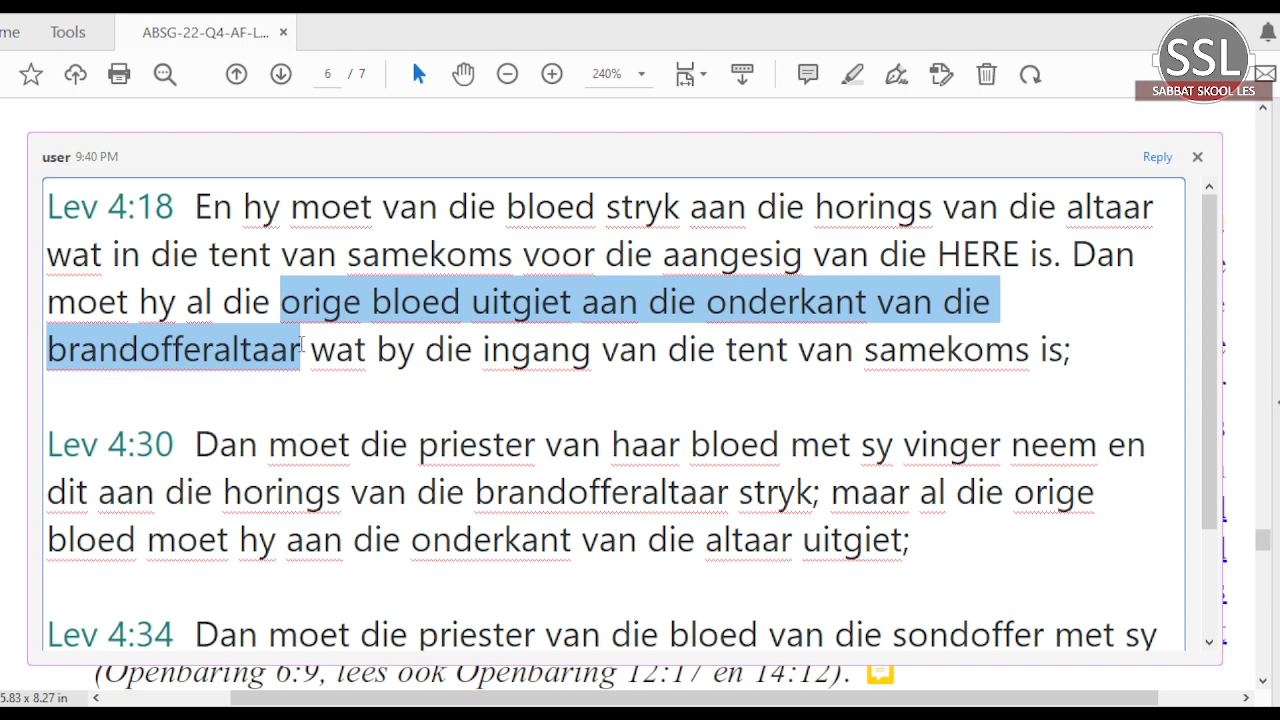 me Tools ABSG-22-Q4-AF-L... ×
6 / 7 240%
SSL
SABBAT SKOOL LES
user 9:40 PM Reply
Lev 4:18 En hy moet van die bloed stryk aan die horings van die altaar
wat in die tent van samekoms voor die aangesig van die HERE is. Dan
moet hy al die orige bloed uitgiet aan die onderkant van die
brandofferaltaar wat by die ingang van die tent van samekoms is;
Lev 4:30 Dan moet die priester van haar bloed met sy vinger neem en
dit aan die horings van die brandofferaltaar stryk; maar al die orige
bloed moet hy aan die onderkant van die altaar uitgiet;
Lev 4:34 Dan moet die priester van die bloed van die sondoffer met sy
(Openbaring 6:9, lees ook Openbaring 12:17 en 14:12).
5.83 x 8.27 in